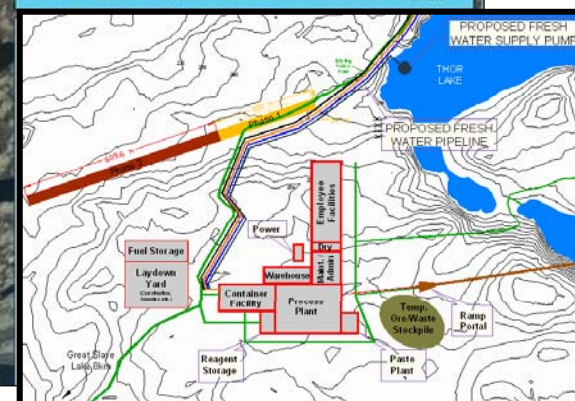 PROPOSED FRESH
WATER SUPPLY PUMP
THOR
LAKE
PROPOSED FRESH
WATER PIPELINE
Phase 1
609.6 m
Phase 2
Employee
Facilities
Power
Dry
Maint. /
Admin
Warehouse
Fuel Storage
Laydown
Yard
Container
Facility
Process
Plant
Temp.
Ore/Waste
Stockpile
Ramp
Portal
Great Slave
Lake 8km
Reagent
Storage
Paste
Plant